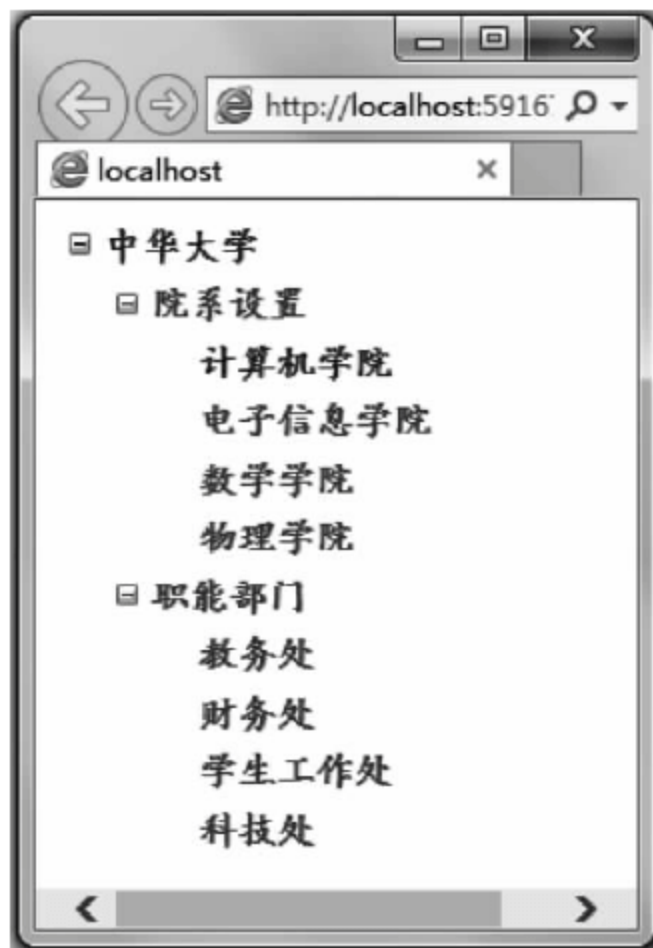 http://localhost:5916
localhost
中华大学
院系设置
计算机学院
电子信息学院
数学学院
物理学院
职能部门
教务处
财务处
学生工作处
科技处